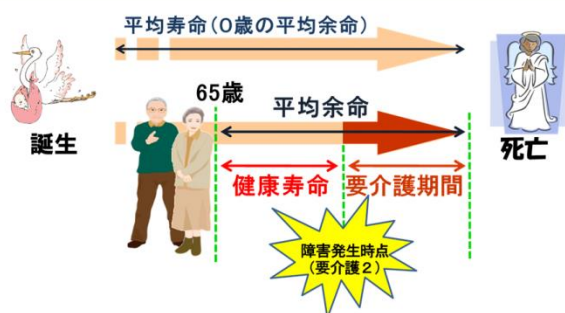 平均寿命(0歳の平均余命)
65歳
平均余命
誕生
死亡
健康寿命
要介護期間
障害発生時点
(要介護2)